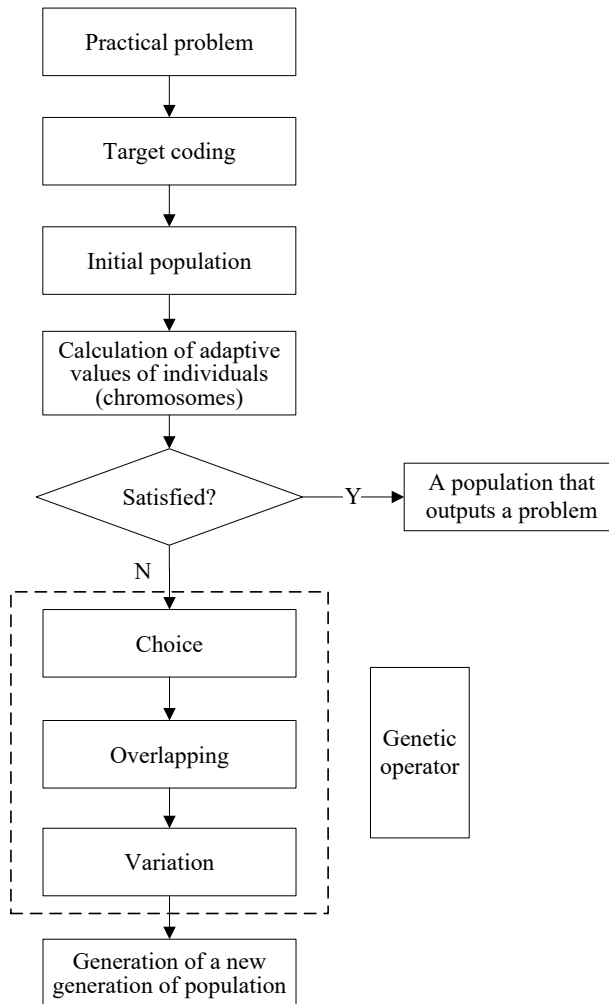 Practical problem
Target coding
Initial population
Calculation of adaptive
values of individuals
(chromosomes)
Satisfied?
Y
A population that
outputs a problem
N
Choice
Overlapping
Genetic
operator
Variation
Generation of a new
generation of population